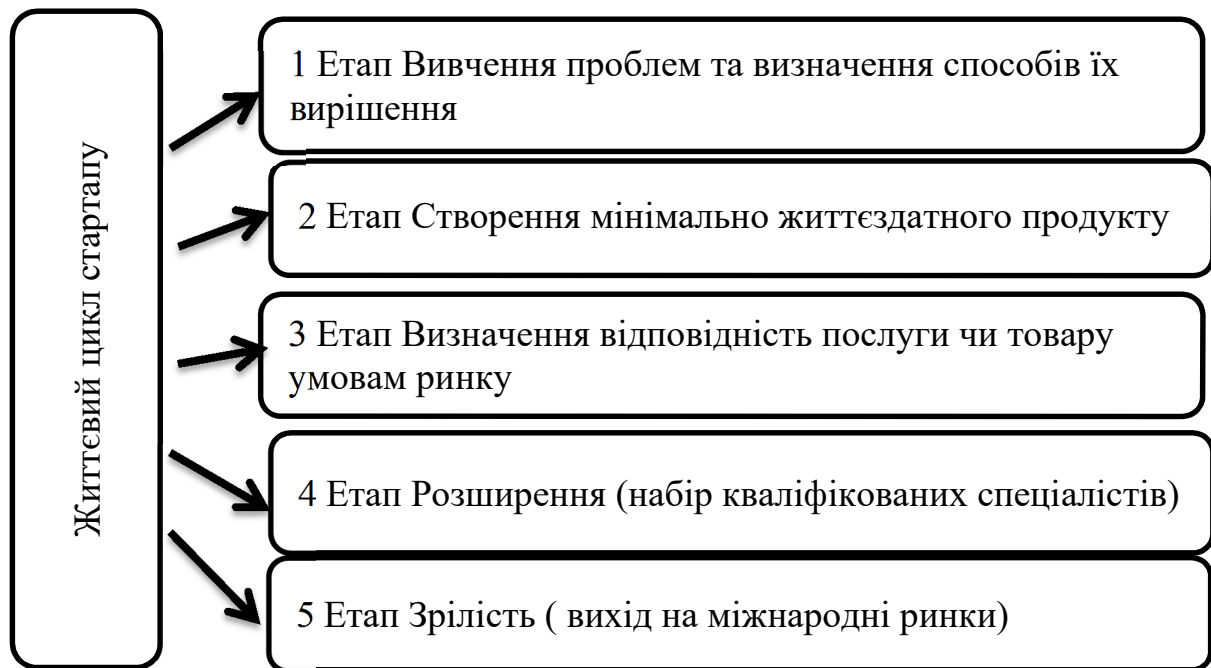 Життєвий цикл стартапу
1 Етап Вивчення проблем та визначення способів їх
вирішення
2 Етап Створення мінімально життєздатного продукту
3 Етап Визначення відповідність послуги чи товару
умовам ринку
4 Етап Розширення (набір кваліфікованих спеціалістів)
5 Етап Зрілість ( вихід на міжнародні ринки)